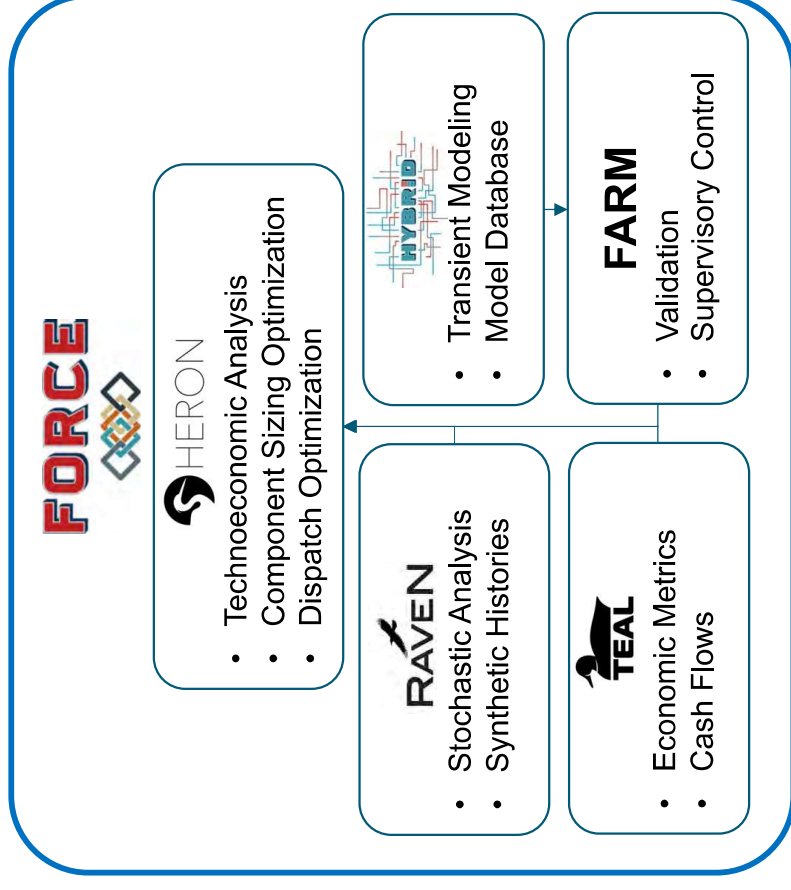 FORCE
HERON
• Technoeconomic Analysis
• Component Sizing Optimization
• Dispatch Optimization
RAVEN
• Stochastic Analysis
• Synthetic Histories
HYBRID
• Transient Modeling
• Model Database
TEAL
• Economic Metrics
• Cash Flows
FARM
• Validation
• Supervisory Control